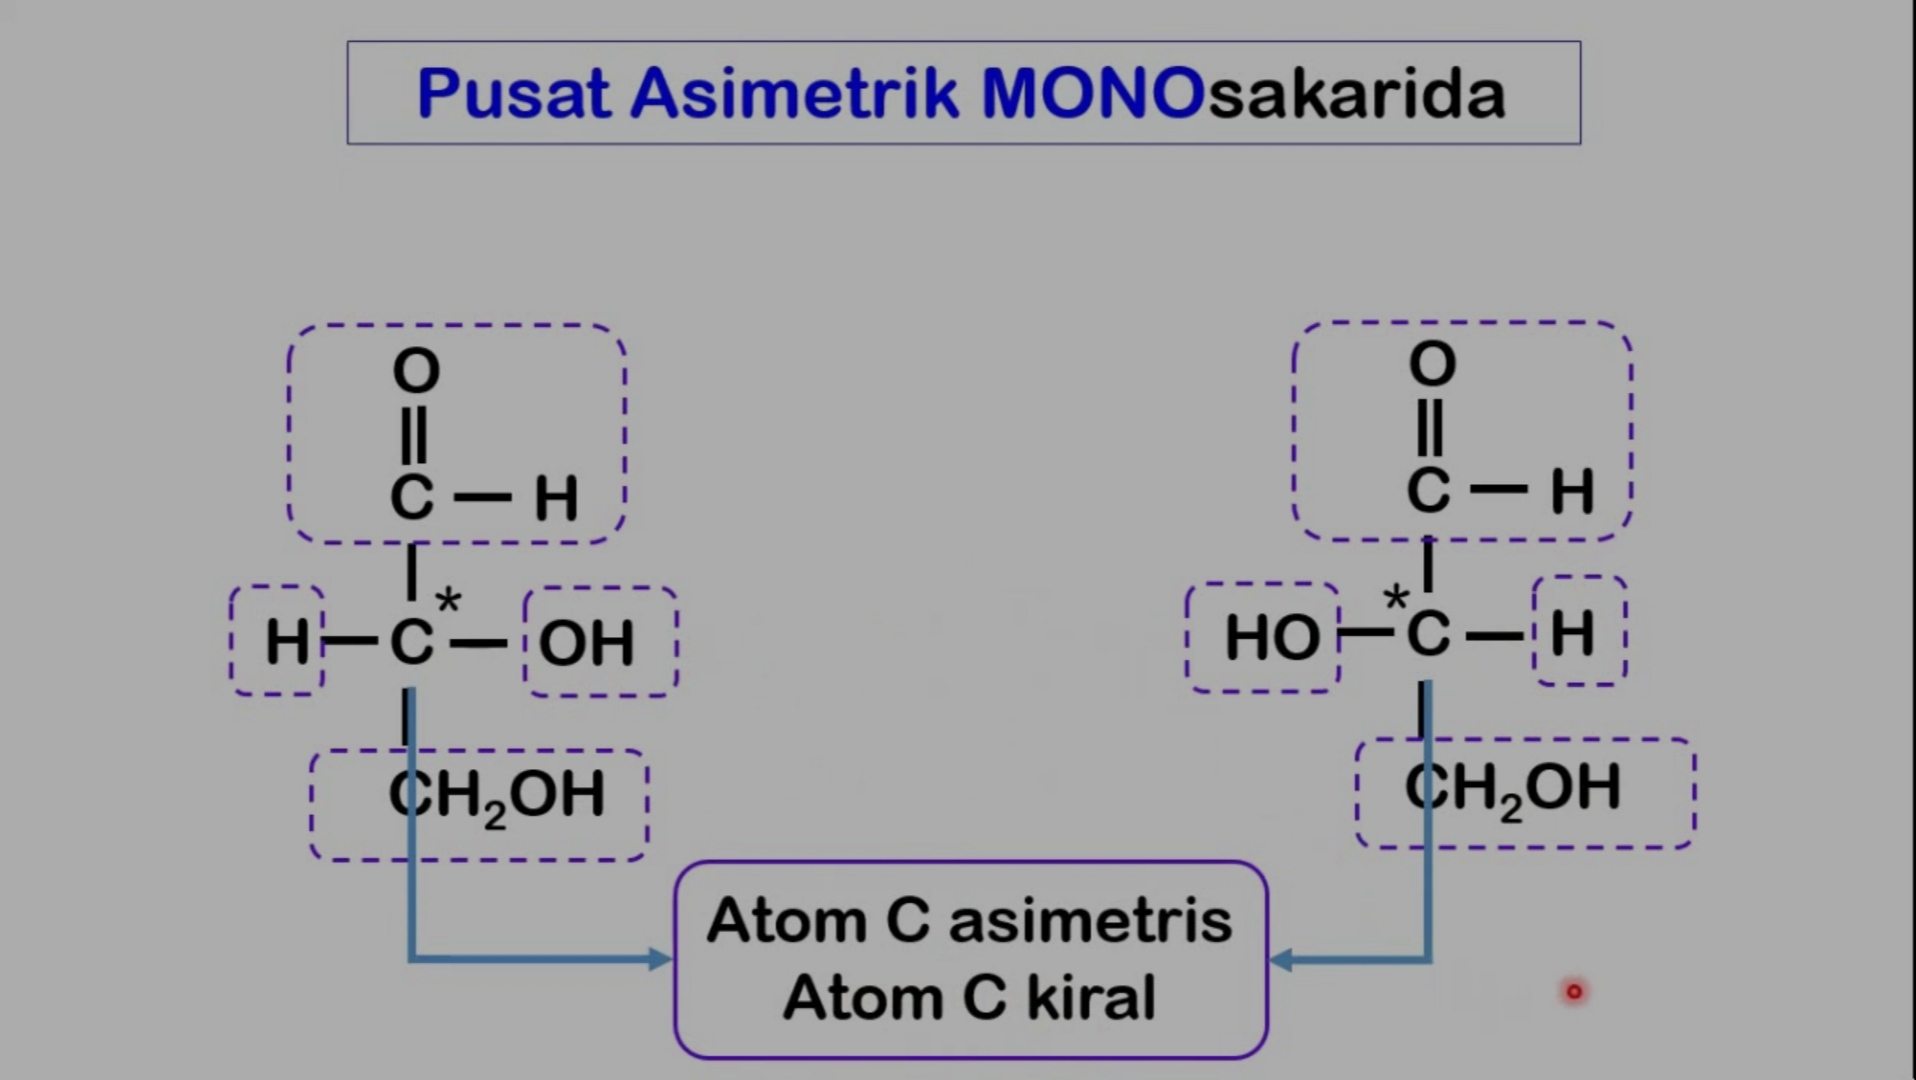 Pusat Asimetrik MONOsakarida
O O
C — H C — H
H — C* — OH HO — *C — H
CH₂OH CH₂OH
Atom C asimetris
Atom C kiral